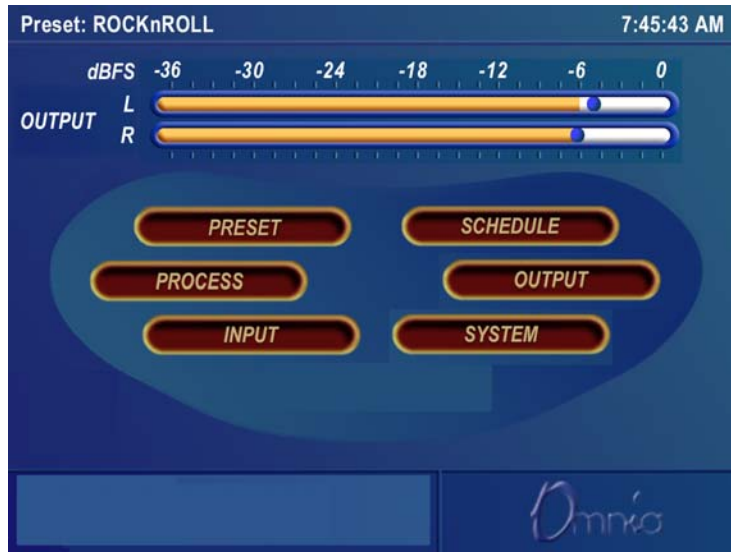 Preset: ROCKnROLL 7:45:43 AM
dBFS -36 -30 -24 -18 -12 -6 0
OUTPUT L
R
PRESET SCHEDULE
PROCESS OUTPUT
INPUT SYSTEM
Omnia